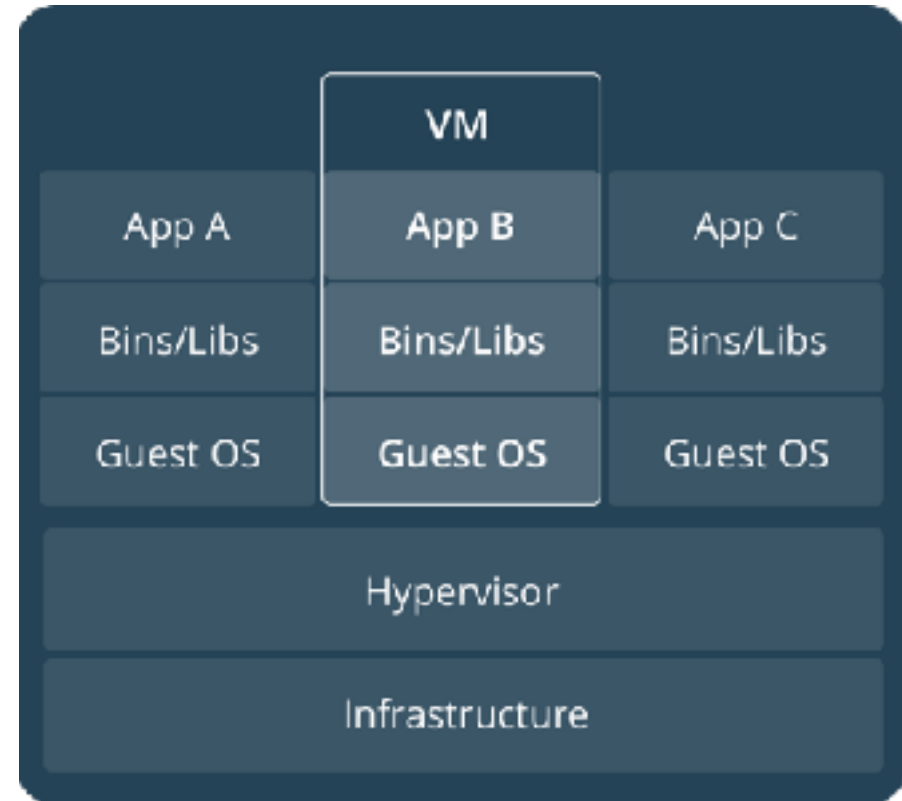 VM
App A
App B
App C
Bins/Libs
Bins/Libs
Bins/Libs
Guest OS
Guest OS
Guest OS
Hypervisor
Infrastructure